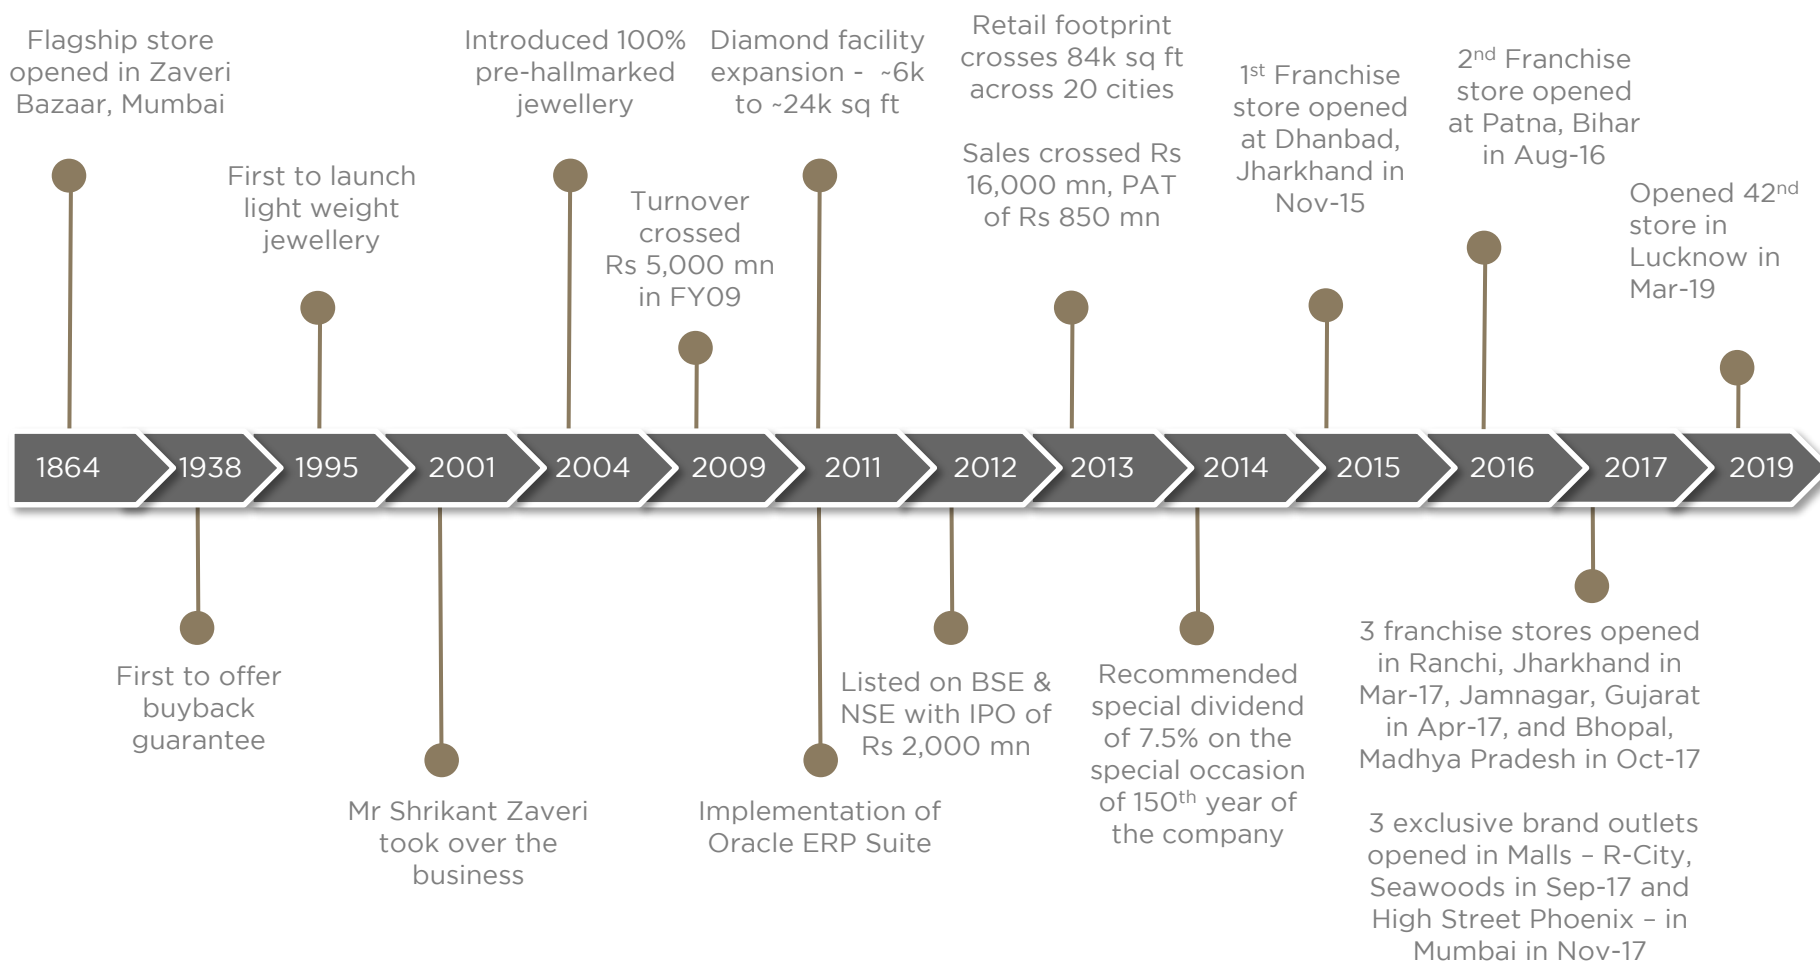 Flagship store
opened in Zaveri
Bazaar, Mumbai
First to launch
light weight
jewellery
Introduced 100%
pre-hallmarked
jewellery
Turnover
crossed
Rs 5,000 mn
in FY09
Diamond facility
expansion - ~6k
to ~24k sq ft
Retail footprint
crosses 84k sq ft
across 20 cities
Sales crossed Rs
16,000 mn, PAT
of Rs 850 mn
1st Franchise
store opened
at Dhanbad,
Jharkhand in
Nov-15
2nd Franchise
store opened
at Patna, Bihar
in Aug-16
Opened 42nd
store in
Lucknow in
Mar-19
1864 1938 1995 2001 2004 2009 2011 2012 2013 2014 2015 2016 2017 2019
First to offer
buyback
guarantee
Mr Shrikant Zaveri
took over the
business
Implementation of
Oracle ERP Suite
Listed on BSE &
NSE with IPO of
Rs 2,000 mn
Recommended
special dividend
of 7.5% on the
special occasion
of 150th year of
the company
3 franchise stores opened
in Ranchi, Jharkhand in
Mar-17, Jamnagar, Gujarat
in Apr-17, and Bhopal,
Madhya Pradesh in Oct-17
3 exclusive brand outlets
opened in Malls – R-City,
Seawoods in Sep-17 and
High Street Phoenix – in
Mumbai in Nov-17